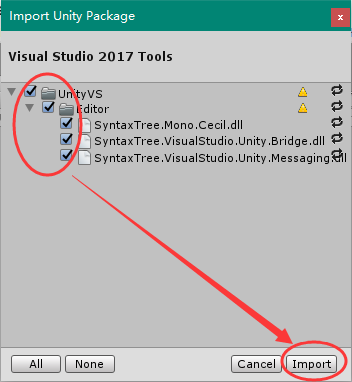 Import Unity Package
x
Visual Studio 2017 Tools
UnityVS
Editor
SyntaxTree.Mono.Cecil.dll
SyntaxTree.VisualStudio.Unity.Bridge.dll
SyntaxTree.VisualStudio.Unity.Messaging.dll
All None Cancel Import